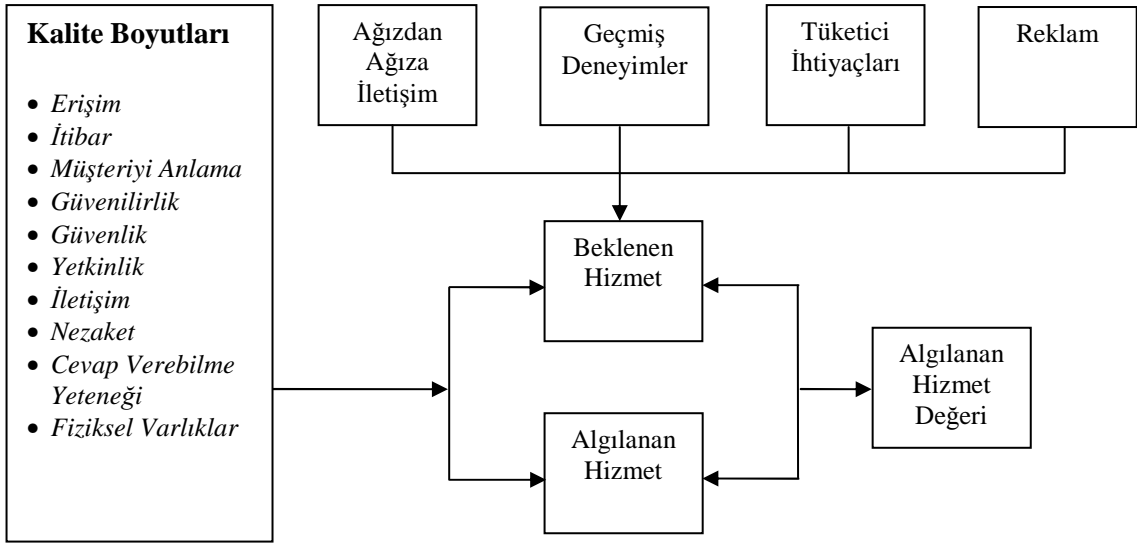 Kalite Boyutları
• Erişim
• İtibar
• Müşteriyi Anlama
• Güvenilirlik
• Güvenlik
• Yetkinlik
• İletişim
• Nezaket
• Cevap Verebilme
Yeteneği
• Fiziksel Varlıklar
Ağızdan
Ağıza
İletişim
Geçmiş
Deneyimler
Tüketici
İhtiyaçları
Reklam
Beklenen
Hizmet
Algılanan
Hizmet
Algılanan
Hizmet
Değeri